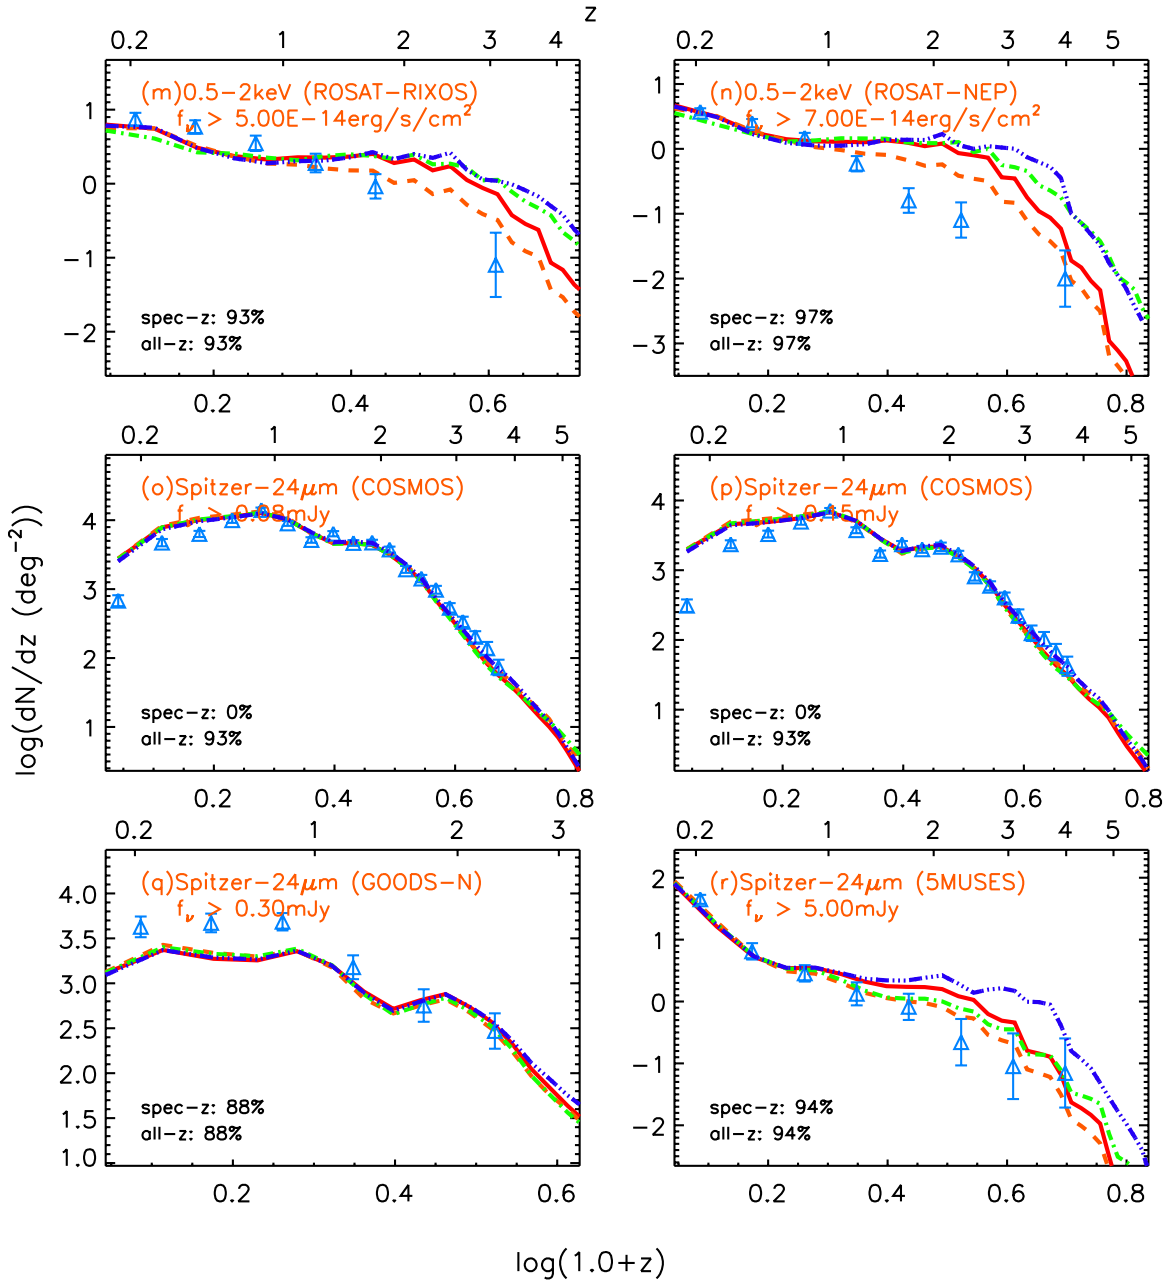 z
0.2 1 2 3 4
0.2 1 2 3 4 5
(m)0.5−2keV (ROSAT−RIXOS)
fν > 5.00E−14erg/s/cm²
1
0
−1
−2
spec−z: 93%
all−z: 93%
0.2 0.4 0.6
(n)0.5−2keV (ROSAT−NEP)
fν > 7.00E−14erg/s/cm²
1
0
−1
−2
−3
spec−z: 97%
all−z: 97%
0.2 0.4 0.6 0.8
log(dN/dz (deg⁻²))
0.2 1 2 3 4 5
(o)Spitzer−24μm (COSMOS)
fν > 0.08mJy
4
3
2
1
spec−z: 0%
all−z: 93%
0.2 0.4 0.6 0.8
0.2 1 2 3 4 5
(p)Spitzer−24μm (COSMOS)
fν > 0.15mJy
4
3
2
1
spec−z: 0%
all−z: 93%
0.2 0.4 0.6 0.8
0.2 1 2 3
(q)Spitzer−24μm (GOODS−N)
fν > 0.30mJy
4.0
3.5
3.0
2.5
2.0
1.5
1.0
spec−z: 88%
all−z: 88%
0.2 0.4 0.6
0.2 1 2 3 4 5
(r)Spitzer−24μm (5MUSES)
fν > 5.00mJy
2
1
0
−1
−2
spec−z: 94%
all−z: 94%
0.2 0.4 0.6 0.8
log(1.0+z)